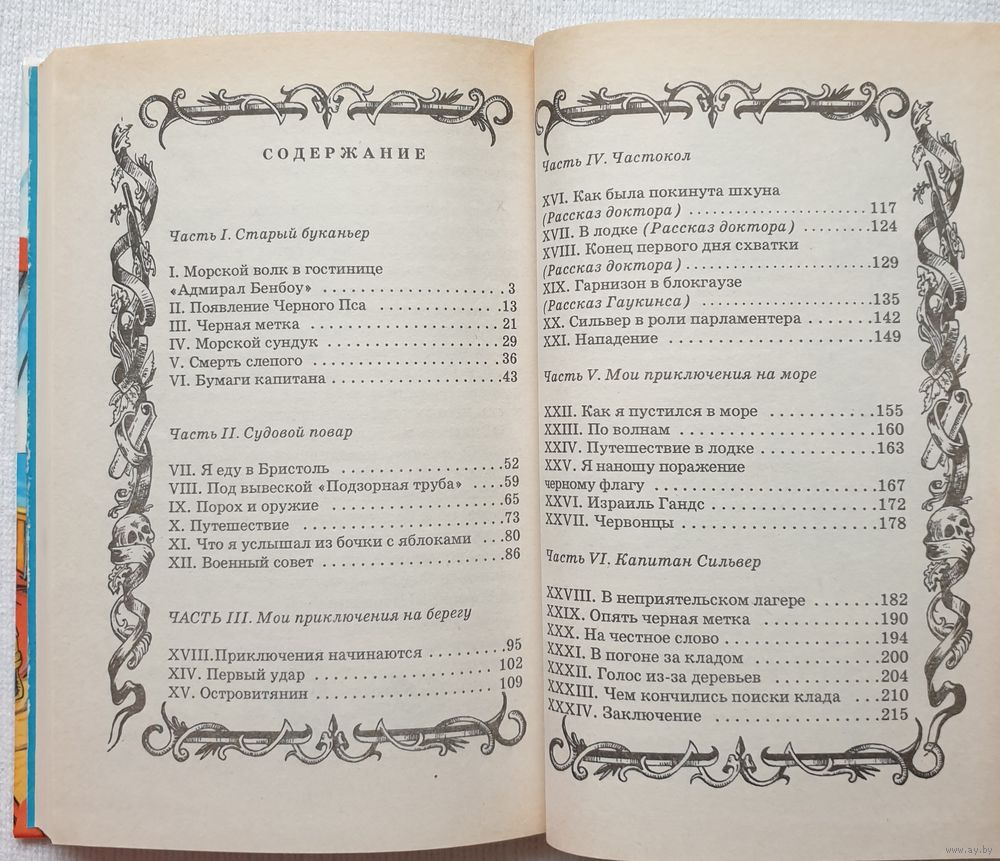 СОДЕРЖАНИЕ
Часть I. Старый буканьер
I. Морской волк в гостинице
«Адмирал Бенбоу» ........................3
II. Появление Черного Пса ............13
III. Черная метка ....................21
IV. Морской сундук ...................29
V. Смерть слепого ....................36
VI. Бумаги капитана ..................43
Часть II. Судовой повар
VII. Я еду в Бристоль ................52
VIII. Под вывеской «Подзорная труба» ....59
IX. Порох и оружие ...................65
X. Путешествие .......................73
XI. Что я услышал из бочки с яблоками ...80
XII. Военный совет ...................86
ЧАСТЬ III. Мои приключения на берегу
XVIII.Приключения начинаются ........95
XIV. Первый удар ....................102
XV. Островитянин ....................109
Часть IV. Частокол
XVI. Как была покинута шхуна
(Рассказ доктора) ...................117
XVII. В лодке (Рассказ доктора) ........124
XVIII. Конец первого дня схватки
(Рассказ доктора) ...................129
XIX. Гарнизон в блокгаузе
(Рассказ Гаукинса) ..................135
XX. Сильвер в роли парламентера .......142
XXI. Нападение ......................149
Часть V. Мои приключения на море
XXII. Как я пустился в море ...........155
XXIII. По волнам ....................160
XXIV. Путешествие в лодке ............163
XXV. Я наношу поражение
черному флагу .......................167
XXVI. Израиль Гандс .................172
XXVII. Червонцы .....................178
Часть VI. Капитан Сильвер
XXVIII. В неприятельском лагере .......182
XXIX. Опять черная метка .............190
XXX. На честное слово ................194
XXXI. В погоне за кладом .............200
XXXII. Голос из-за деревьев ..........204
XXXIII. Чем кончились поиски клада ...210
XXXIV. Заключение ...................215
www.ay.by